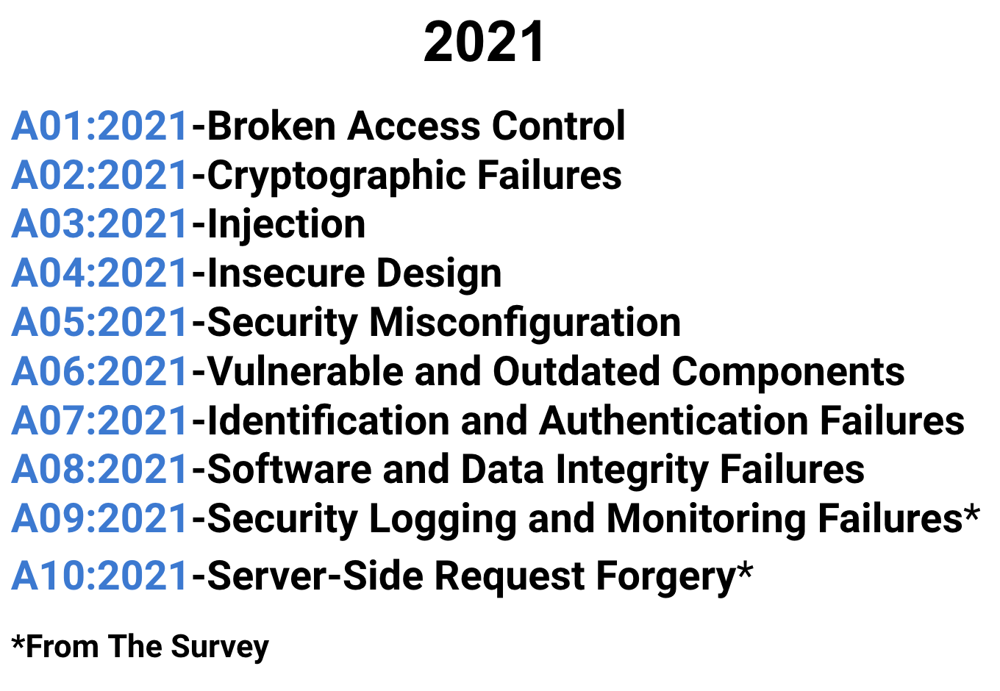 2021
A01:2021-Broken Access Control
A02:2021-Cryptographic Failures
A03:2021-Injection
A04:2021-Insecure Design
A05:2021-Security Misconfiguration
A06:2021-Vulnerable and Outdated Components
A07:2021-Identification and Authentication Failures
A08:2021-Software and Data Integrity Failures
A09:2021-Security Logging and Monitoring Failures*
A10:2021-Server-Side Request Forgery*
*From The Survey